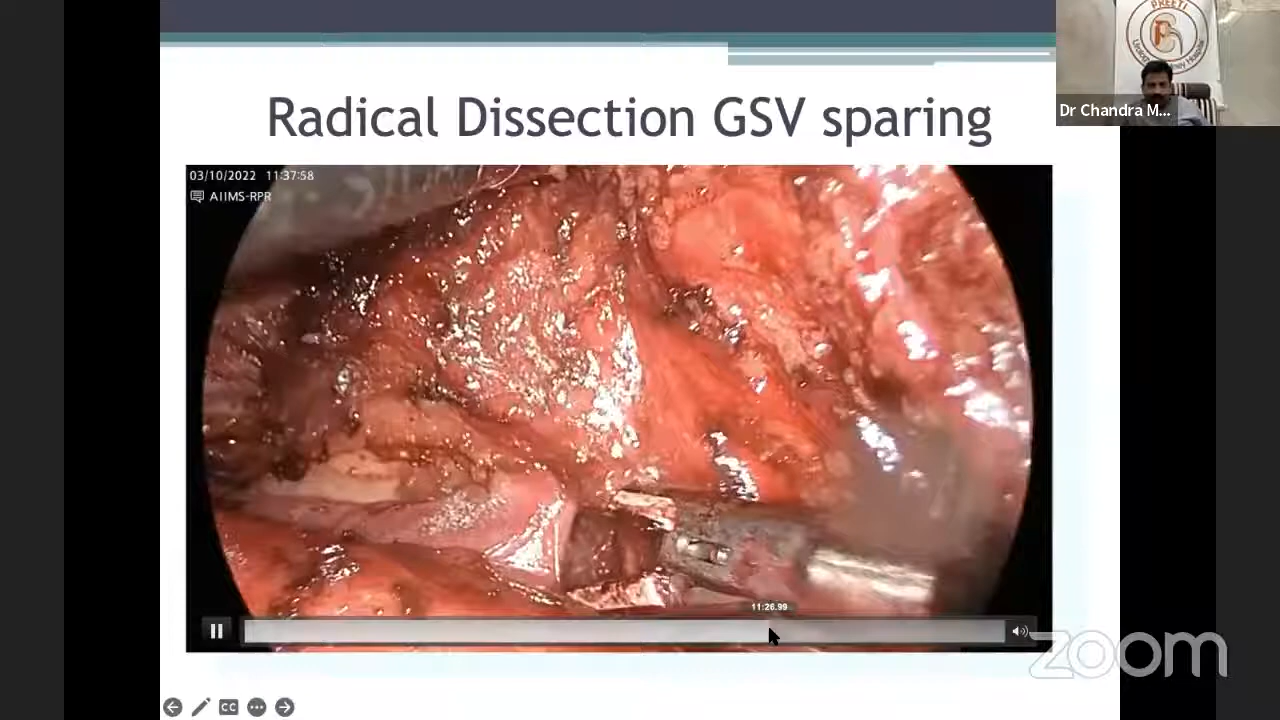 Radical Dissection GSV sparing
PREETI
Dr Chandra M...
03/10/2022 11:37:58
AIIMS-RPR
11:26.99
zoom
CC